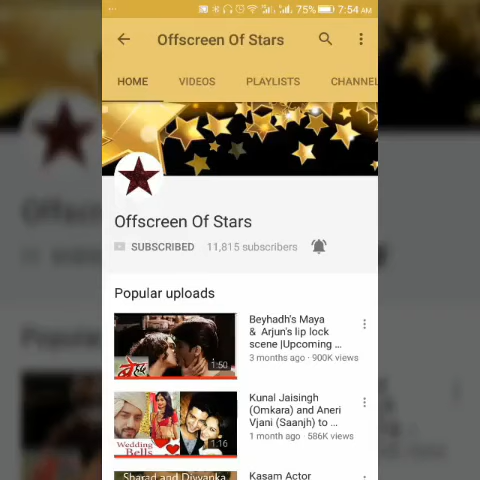 75% 7:54 AM
Offscreen Of Stars
HOME VIDEOS PLAYLISTS CHANNEL
Offscreen Of Stars
SUBSCRIBED 11,815 subscribers
Popular uploads
Beyhadh's Maya
& Arjun's lip lock
scene |Upcoming ...
3 months ago · 900K views
बेहद
1:50
Kunal Jaisingh
(Omkara) and Aneri
Vjani (Saanjh) to ...
1 month ago · 586K views
Wedding
Bells
1:16
Sharad and Divyanka
Kasam Actor